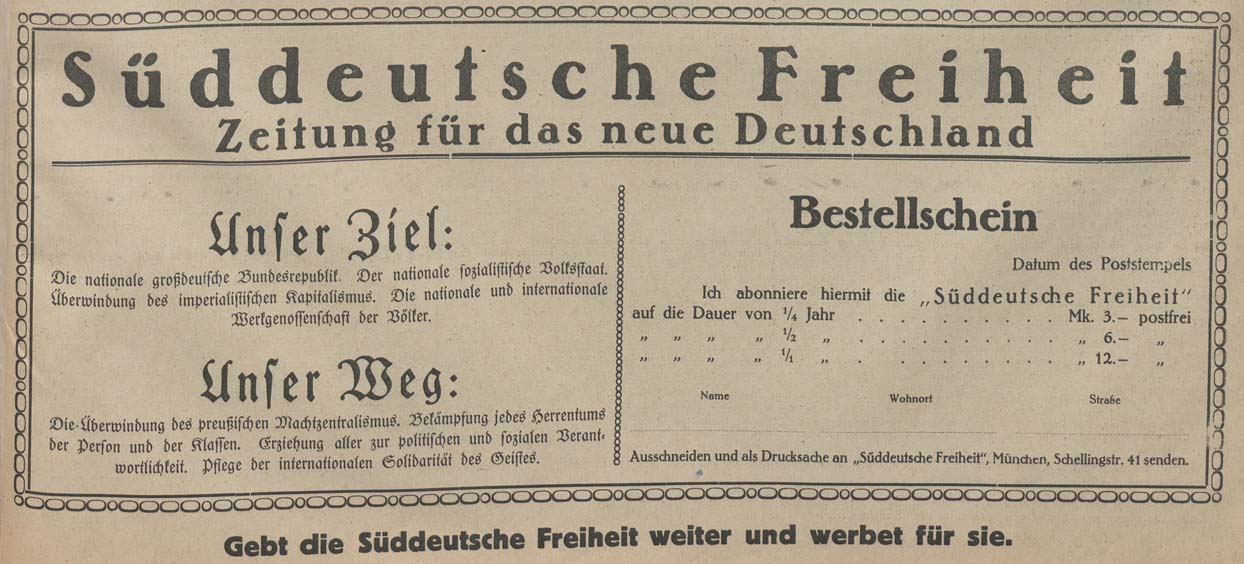 Süddeutsche Freiheit
Zeitung für das neue Deutschland
Unser Ziel:
Die nationale großdeutsche Bundesrepublik. Der nationale sozialistische Volksstaat.
Überwindung des imperialistischen Kapitalismus. Die nationale und internationale
Werkgenossenschaft der Völker.
Unser Weg:
Die Überwindung des preußischen Machtzentralismus. Bekämpfung jedes Herrentums
der Person und der Klassen. Erziehung aller zur politischen und sozialen Verant-
wortlichkeit. Pflege der internationalen Solidarität des Geistes.
Bestellschein
Datum des Poststempels
Ich abonniere hiermit die „Süddeutsche Freiheit“
auf die Dauer von 1/4 Jahr . . . . . . . . . . Mk. 3.— postfrei
„ „ „ „ 1/2 „ . . . . . . . . . . „ 6.— „
„ „ „ „ 1/1 „ . . . . . . . . . . „ 12.— „
Name Wohnort Straße
Ausschneiden und als Drucksache an „Süddeutsche Freiheit“, München, Schellingstr. 41 senden.
Gebt die Süddeutsche Freiheit weiter und werbet für sie.